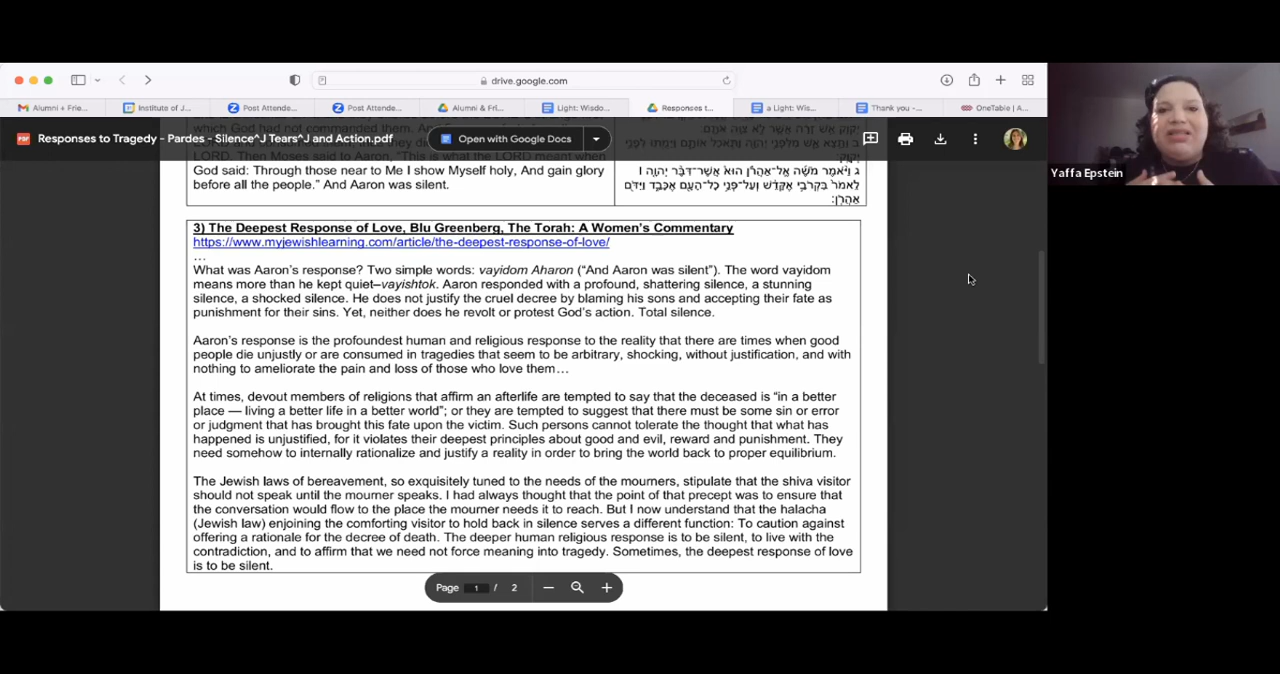 drive.google.com
Alumni + Frie...
Institute of J...
Post Attende...
Post Attende...
Alumni & Fri...
Light: Wisdo...
Responses t...
a Light: Wis...
Thank you -...
OneTable | A...
Responses to Tragedy - Pardes - Silence^J Tears^J and Action.pdf
Open with Google Docs
which God had not commanded them.
LORD. Then Moses said to Aaron, "This is what the LORD meant when
God said: Through those near to Me I show Myself holy, And gain glory
before all the people." And Aaron was silent.
ג וַיֹּאמֶר מֹשֶׁה אֶל־אַהֲרֹן הוּא אֲשֶׁר־דִּבֶּר יְהוָה ׀
לֵאמֹר בִּקְרֹבַי אֶקָּדֵשׁ וְעַל־פְּנֵי כָל־הָעָם אֶכָּבֵד וַיִּדֹּם
אַהֲרֹן:
3) The Deepest Response of Love, Blu Greenberg, The Torah: A Women's Commentary
https://www.myjewishlearning.com/article/the-deepest-response-of-love/
...
What was Aaron's response? Two simple words: vayidom Aharon ("And Aaron was silent"). The word vayidom
means more than he kept quiet–vayishtok. Aaron responded with a profound, shattering silence, a stunning
silence, a shocked silence. He does not justify the cruel decree by blaming his sons and accepting their fate as
punishment for their sins. Yet, neither does he revolt or protest God's action. Total silence.
Aaron's response is the profoundest human and religious response to the reality that there are times when good
people die unjustly or are consumed in tragedies that seem to be arbitrary, shocking, without justification, and with
nothing to ameliorate the pain and loss of those who love them…
At times, devout members of religions that affirm an afterlife are tempted to say that the deceased is "in a better
place — living a better life in a better world"; or they are tempted to suggest that there must be some sin or error
or judgment that has brought this fate upon the victim. Such persons cannot tolerate the thought that what has
happened is unjustified, for it violates their deepest principles about good and evil, reward and punishment. They
need somehow to internally rationalize and justify a reality in order to bring the world back to proper equilibrium.
The Jewish laws of bereavement, so exquisitely tuned to the needs of the mourners, stipulate that the shiva visitor
should not speak until the mourner speaks. I had always thought that the point of that precept was to ensure that
the conversation would flow to the place the mourner needs it to reach. But I now understand that the halacha
(Jewish law) enjoining the comforting visitor to hold back in silence serves a different function: To caution against
offering a rationale for the decree of death. The deeper human religious response is to be silent, to live with the
contradiction, and to affirm that we need not force meaning into tragedy. Sometimes, the deepest response of love
is to be silent.
Page 1 / 2
Yaffa Epstein